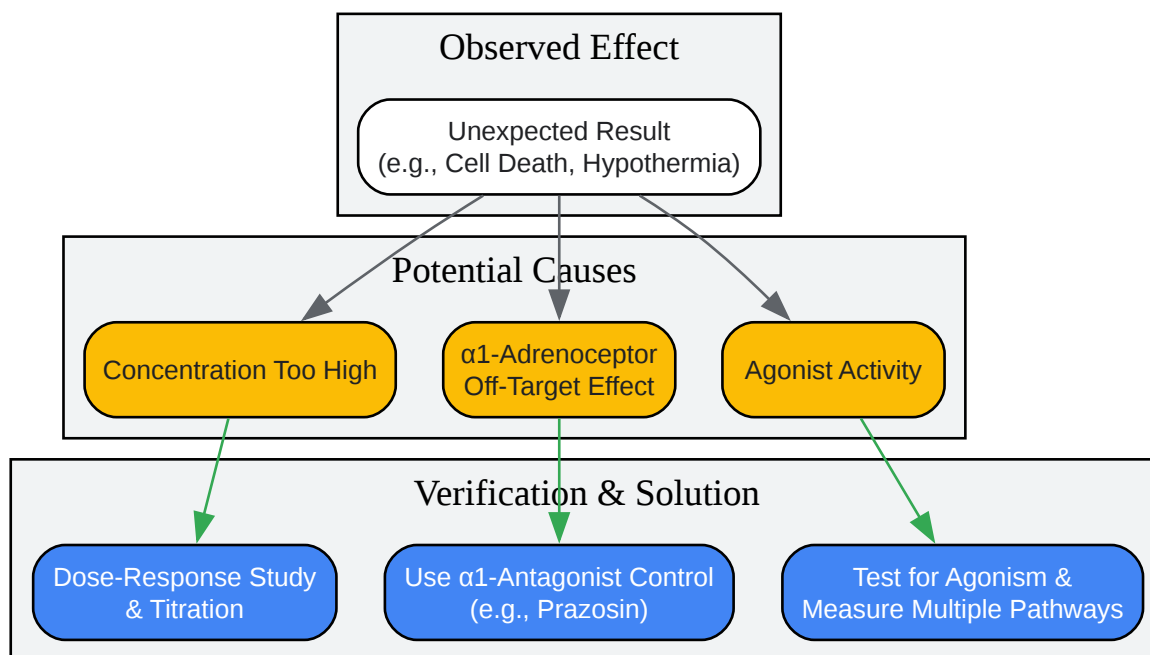 Observed Effect
Unexpected Result
(e.g., Cell Death, Hypothermia)
Potential Causes
Concentration Too High
α1-Adrenoceptor
Off-Target Effect
Agonist Activity
Verification & Solution
Dose-Response Study
& Titration
Use α1-Antagonist Control
(e.g., Prazosin)
Test for Agonism &
Measure Multiple Pathways